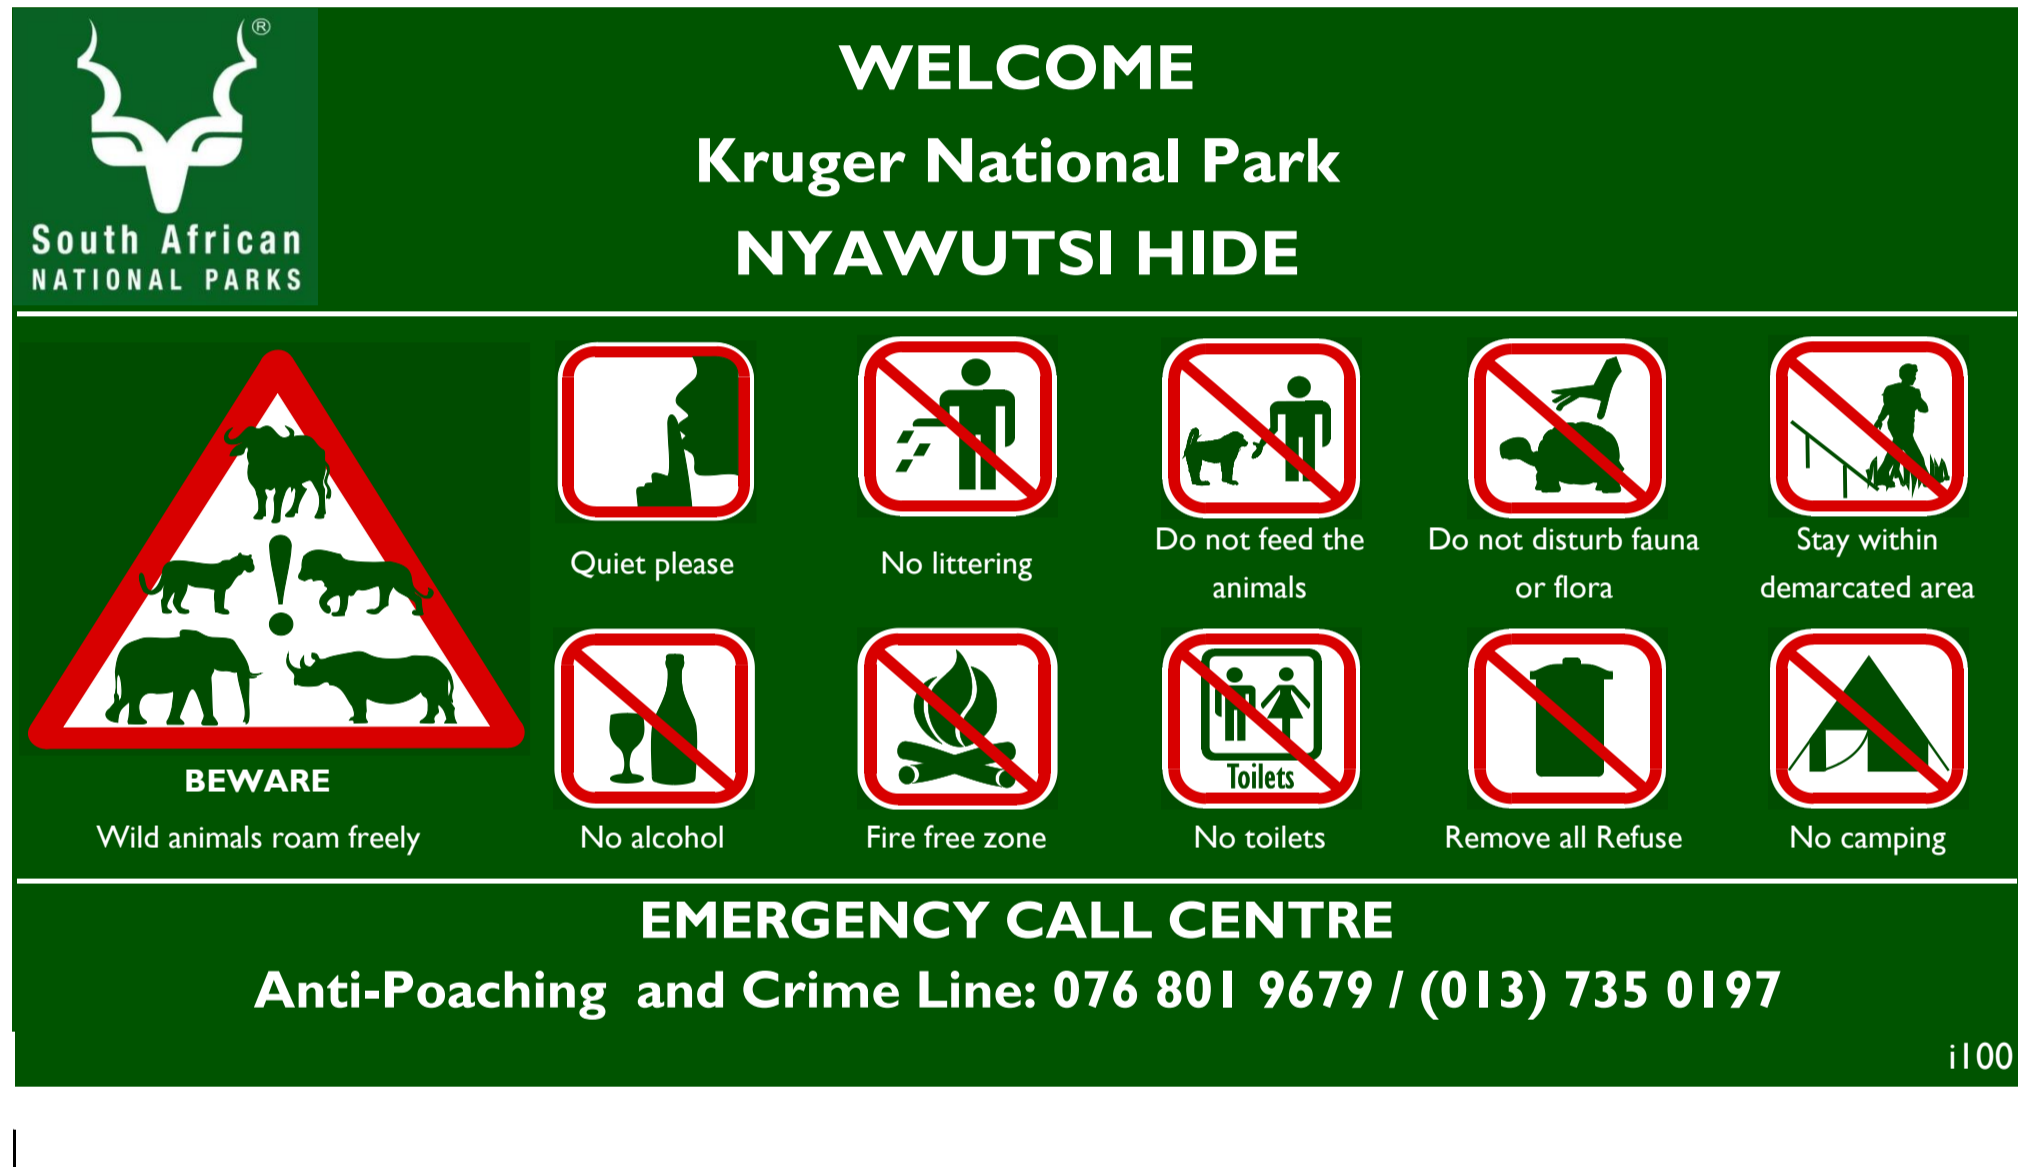 ®
South African
NATIONAL PARKS
WELCOME
Kruger National Park
NYAWUTSI HIDE
BEWARE
Wild animals roam freely
Quiet please
No littering
Do not feed the
animals
Do not disturb fauna
or flora
Stay within
demarcated area
No alcohol
Fire free zone
Toilets
No toilets
Remove all Refuse
No camping
EMERGENCY CALL CENTRE
Anti-Poaching and Crime Line: 076 801 9679 / (013) 735 0197
i100